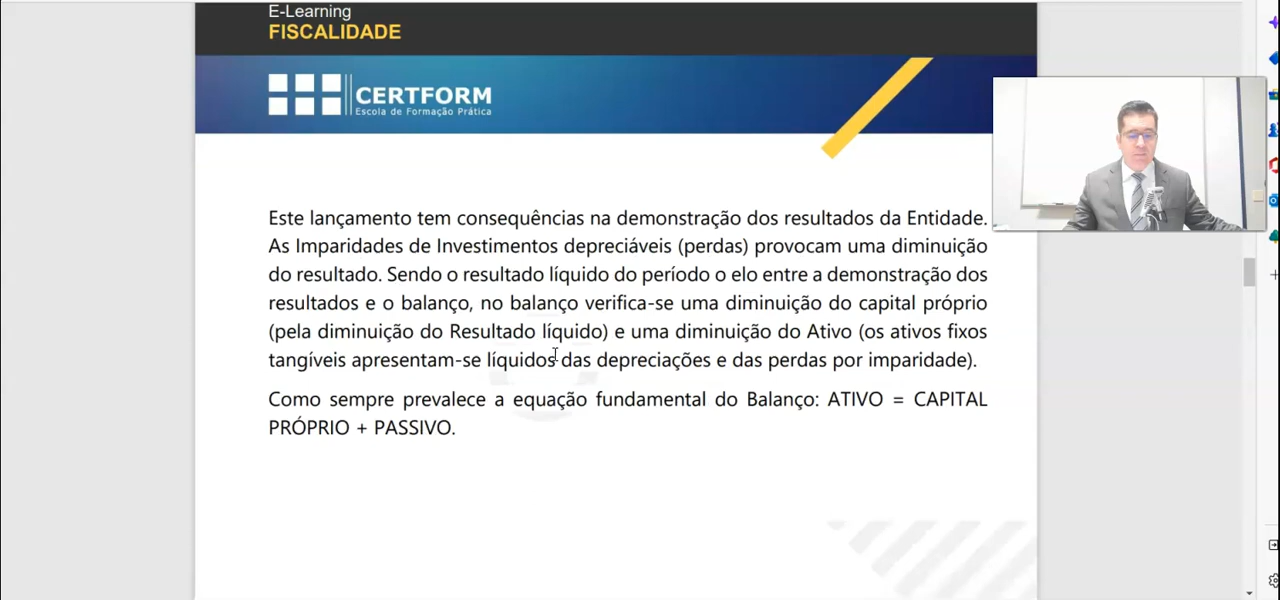 E-Learning
FISCALIDADE
CERTFORM
Escola de Formação Prática
Este lançamento tem consequências na demonstração dos resultados da Entidade.
As Imparidades de Investimentos depreciáveis (perdas) provocam uma diminuição
do resultado. Sendo o resultado líquido do período o elo entre a demonstração dos
resultados e o balanço, no balanço verifica-se uma diminuição do capital próprio
(pela diminuição do Resultado líquido) e uma diminuição do Ativo (os ativos fixos
tangíveis apresentam-se líquidos das depreciações e das perdas por imparidade).
Como sempre prevalece a equação fundamental do Balanço: ATIVO = CAPITAL
PRÓPRIO + PASSIVO.